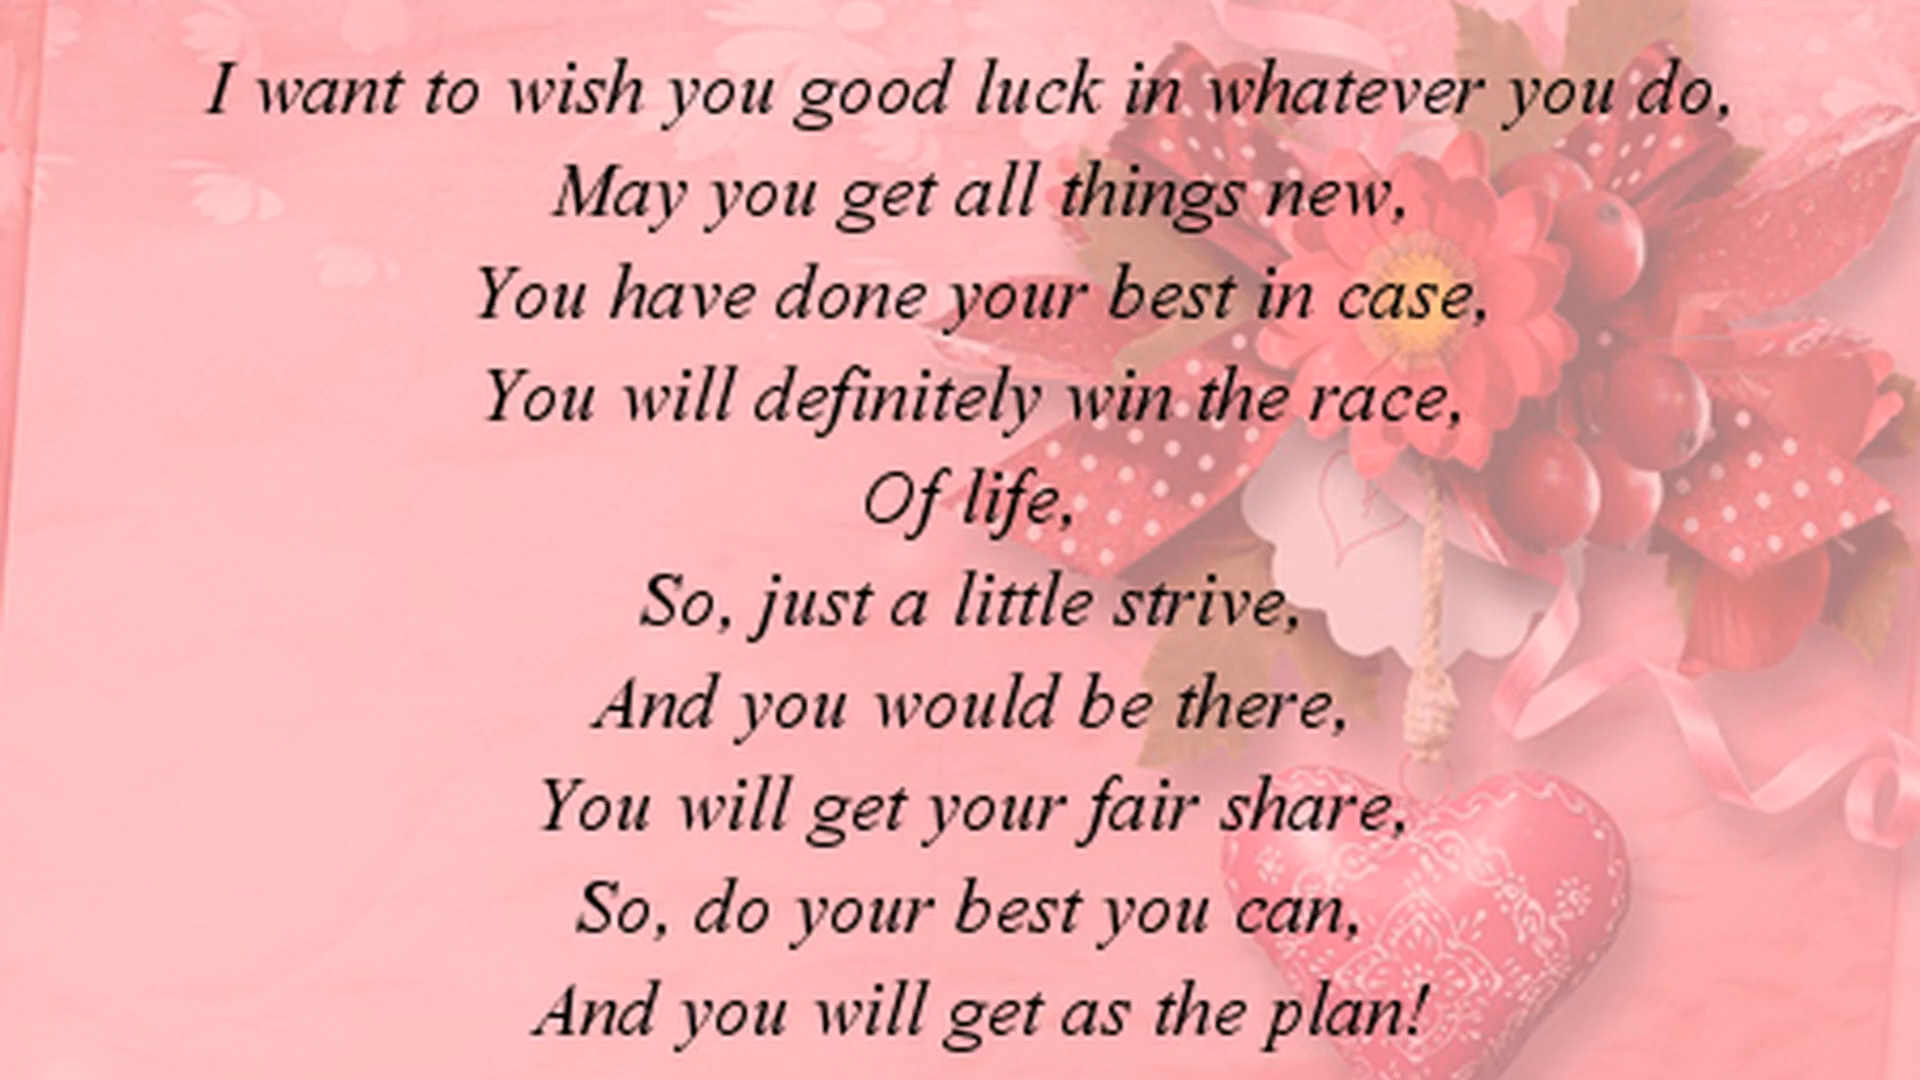 I want to wish you good luck in whatever you do,
May you get all things new,
You have done your best in case,
You will definitely win the race,
Of life,
So, just a little strive,
And you would be there,
You will get your fair share,
So, do your best you can,
And you will get as the plan!